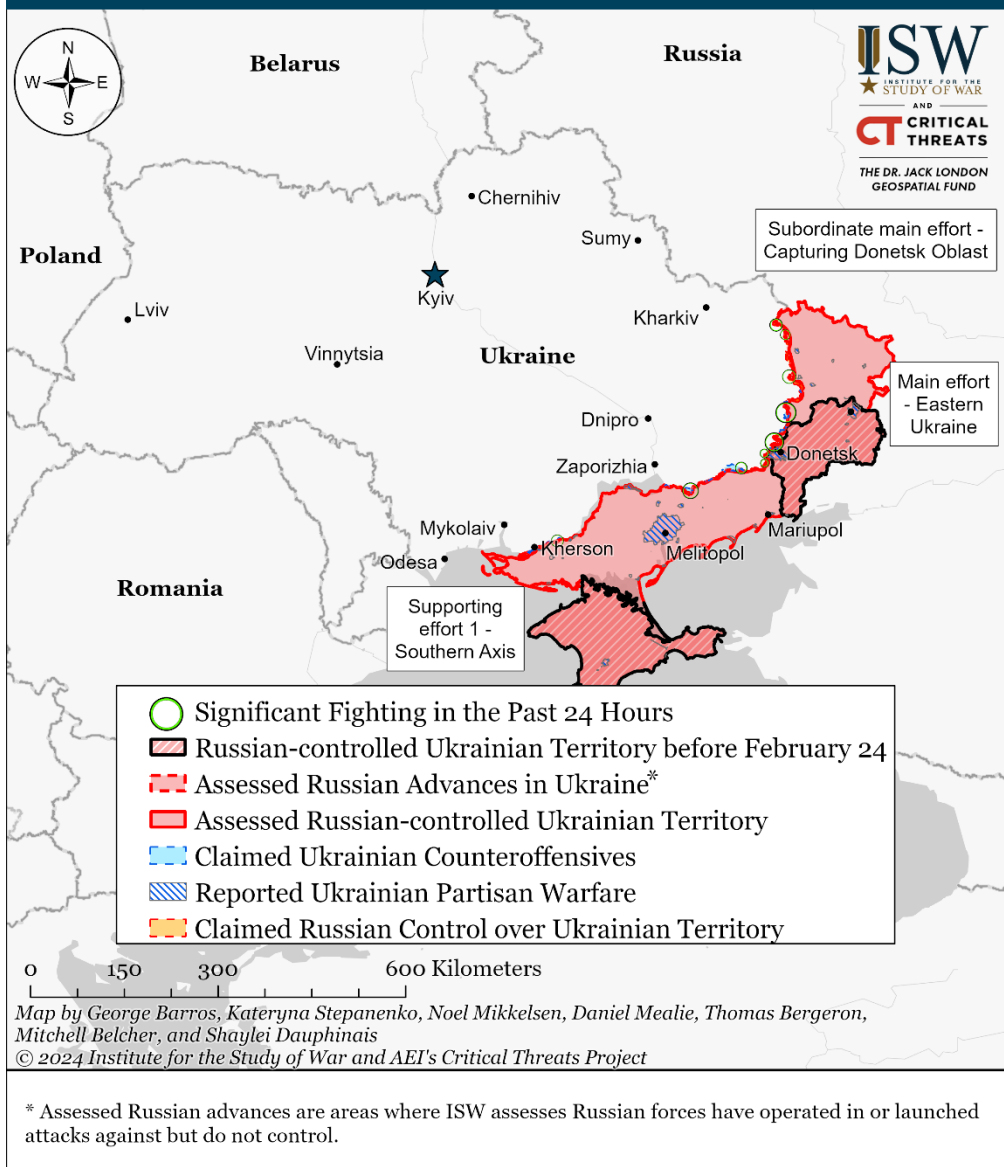 N
W
E
S
Belarus
Russia
ISW
INSTITUTE FOR THE
STUDY OF WAR
AND
CT CRITICAL
THREATS
THE DR. JACK LONDON
GEOSPATIAL FUND
Chernihiv
Subordinate main effort -
Capturing Donetsk Oblast
Sumy
Poland
Kyiv
Lviv
Kharkiv
Vinnytsia
Ukraine
Main effort
- Eastern
Ukraine
Dnipro
Donetsk
Zaporizhia
Mariupol
Mykolaiv
Kherson
Melitopol
Odesa
Romania
Supporting
effort 1 -
Southern Axis
Significant Fighting in the Past 24 Hours
Russian-controlled Ukrainian Territory before February 24
Assessed Russian Advances in Ukraine*
Assessed Russian-controlled Ukrainian Territory
Claimed Ukrainian Counteroffensives
Reported Ukrainian Partisan Warfare
Claimed Russian Control over Ukrainian Territory
0 150 300 600 Kilometers
Map by George Barros, Kateryna Stepanenko, Noel Mikkelsen, Daniel Mealie, Thomas Bergeron,
Mitchell Belcher, and Shaylei Dauphinais
© 2024 Institute for the Study of War and AEI's Critical Threats Project
* Assessed Russian advances are areas where ISW assesses Russian forces have operated in or launched
attacks against but do not control.